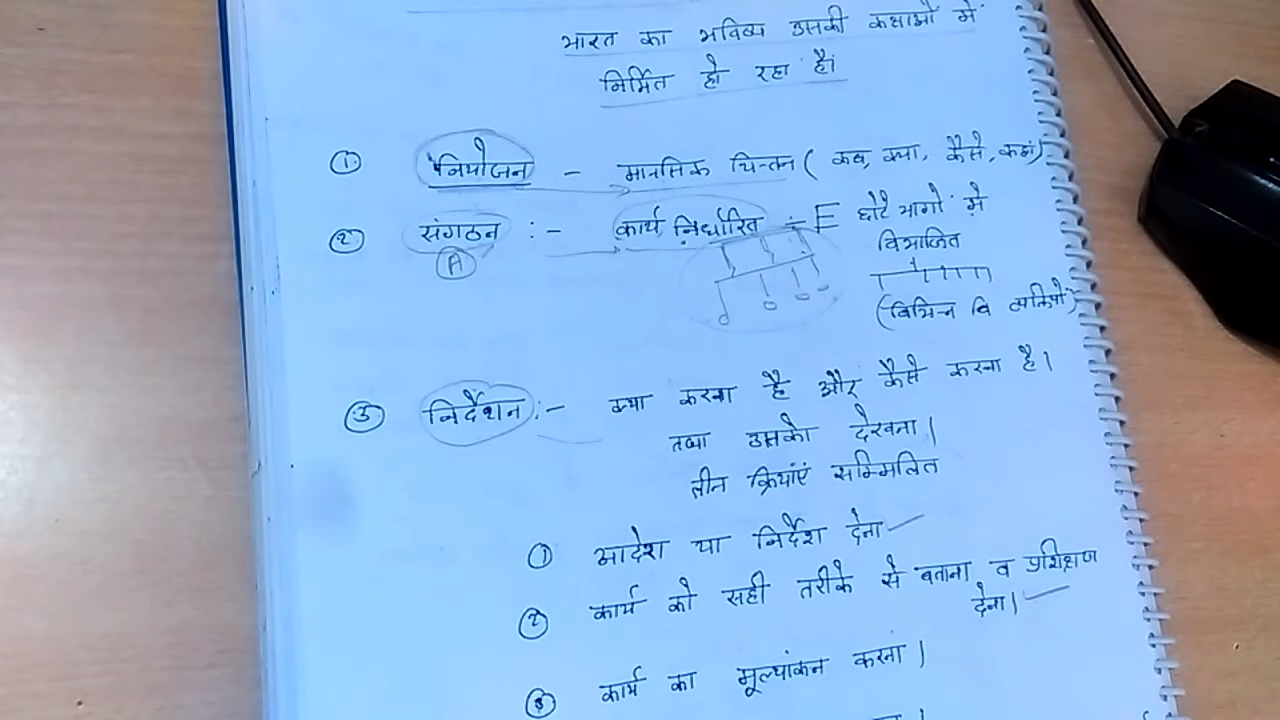 भारत का भविष्य उसकी कक्षाओं में
निर्मित हो रहा है।
① नियोजन - मानसिक चिन्तन ( कब, क्या, कैसे, कहां)
② संगठन :- कार्य निर्धारित ÷ E छोटे भागों में
विभाजित
A
(विभिन्न वि व्यक्तियों)
③ निर्देशन :- क्या करना है और कैसे करना है।
तथा उसको देखना।
तीन क्रियांएं सम्मिलित
① आदेश या निर्देश देना
② कार्य को सही तरीके से बताना व प्रशिक्षण
देना।
③ कार्य का मूल्यांकन करना।